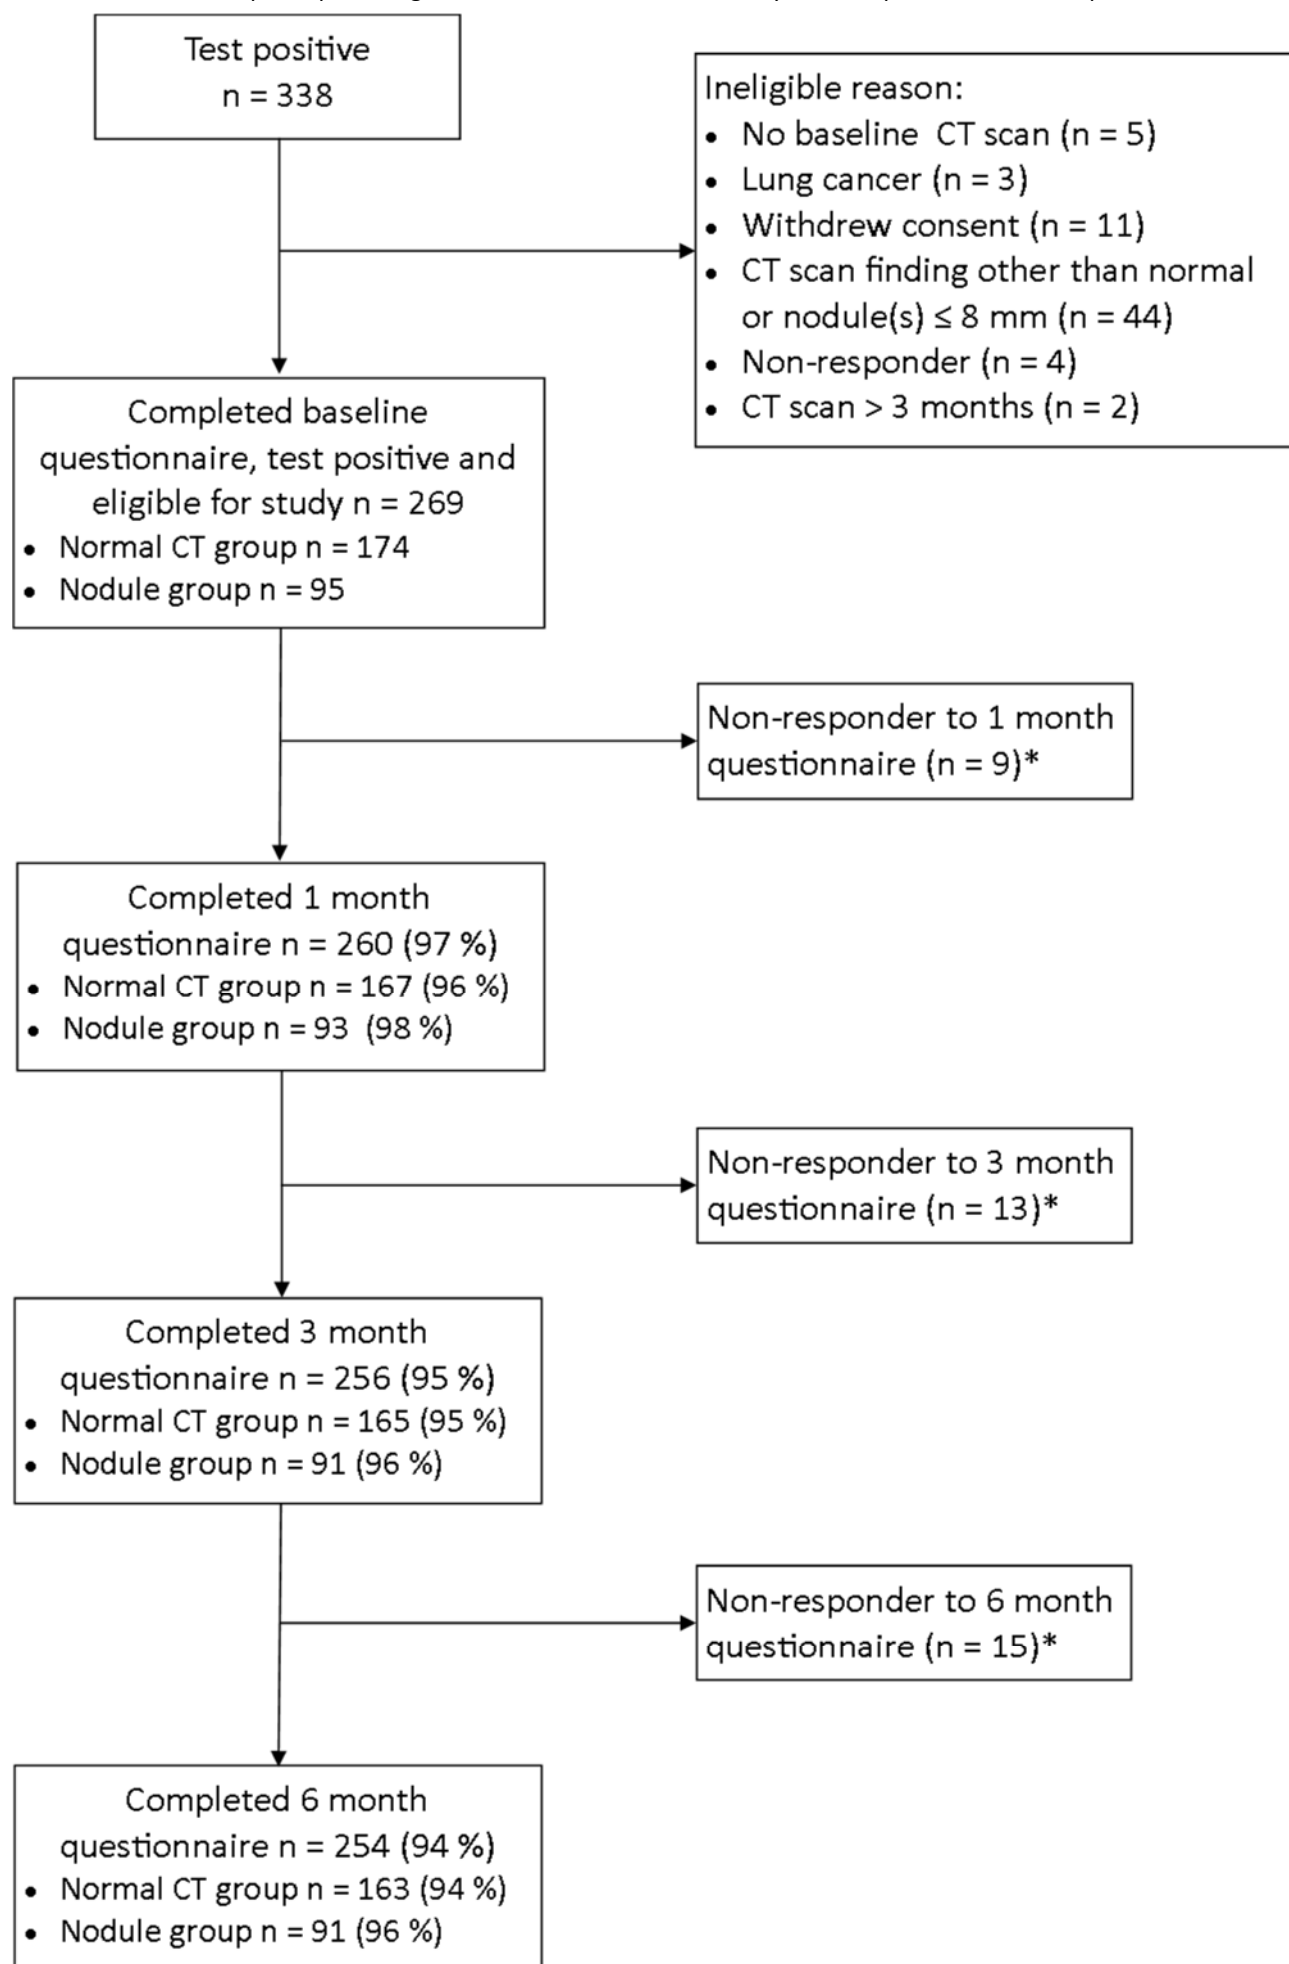 Test positive
n = 338
Ineligible reason:
• No baseline CT scan (n = 5)
• Lung cancer (n = 3)
• Withdrew consent (n = 11)
• CT scan finding other than normal
or nodule(s) ≤ 8 mm (n = 44)
• Non-responder (n = 4)
• CT scan > 3 months (n = 2)
Completed baseline
questionnaire, test positive and
eligible for study n = 269
• Normal CT group n = 174
• Nodule group n = 95
Non-responder to 1 month
questionnaire (n = 9)*
Completed 1 month
questionnaire n = 260 (97 %)
• Normal CT group n = 167 (96 %)
• Nodule group n = 93 (98 %)
Non-responder to 3 month
questionnaire (n = 13)*
Completed 3 month
questionnaire n = 256 (95 %)
• Normal CT group n = 165 (95 %)
• Nodule group n = 91 (96 %)
Non-responder to 6 month
questionnaire (n = 15)*
Completed 6 month
questionnaire n = 254 (94 %)
• Normal CT group n = 163 (94 %)
• Nodule group n = 91 (96 %)